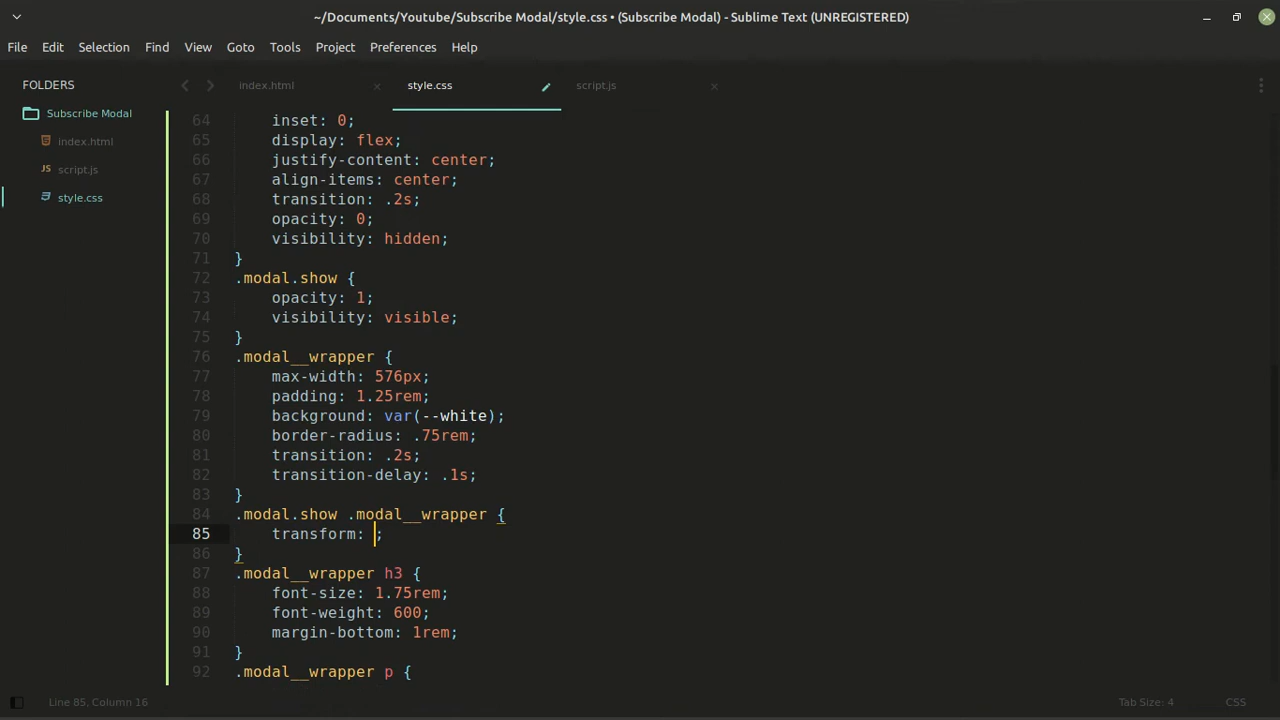 ~/Documents/Youtube/Subscribe Modal/style.css • (Subscribe Modal) - Sublime Text (UNREGISTERED)
File Edit Selection Find View Goto Tools Project Preferences Help
FOLDERS
Subscribe Modal
index.html
script.js
style.css
index.html style.css script.js
64 inset: 0;
65 display: flex;
66 justify-content: center;
67 align-items: center;
68 transition: .2s;
69 opacity: 0;
70 visibility: hidden;
71 }
72 .modal.show {
73 opacity: 1;
74 visibility: visible;
75 }
76 .modal__wrapper {
77 max-width: 576px;
78 padding: 1.25rem;
79 background: var(--white);
80 border-radius: .75rem;
81 transition: .2s;
82 transition-delay: .1s;
83 }
84 .modal.show .modal__wrapper {
85 transform: ;
86 }
87 .modal__wrapper h3 {
88 font-size: 1.75rem;
89 font-weight: 600;
90 margin-bottom: 1rem;
91 }
92 .modal__wrapper p {
Line 85, Column 16 Tab Size: 4 CSS